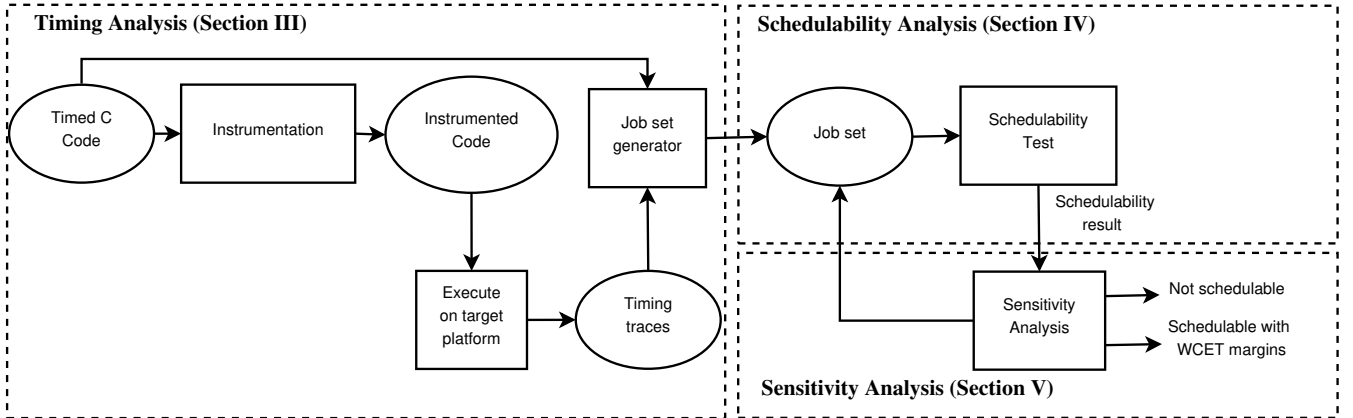 Timing Analysis (Section III)
Timed C
Code
Instrumentation
Instrumented
Code
Job set
generator
Execute
on target
platform
Timing
traces
Schedulability Analysis (Section IV)
Job set
Schedulability
Test
Schedulability
result
Sensitivity
Analysis
Not schedulable
Schedulable with
WCET margins
Sensitivity Analysis (Section V)